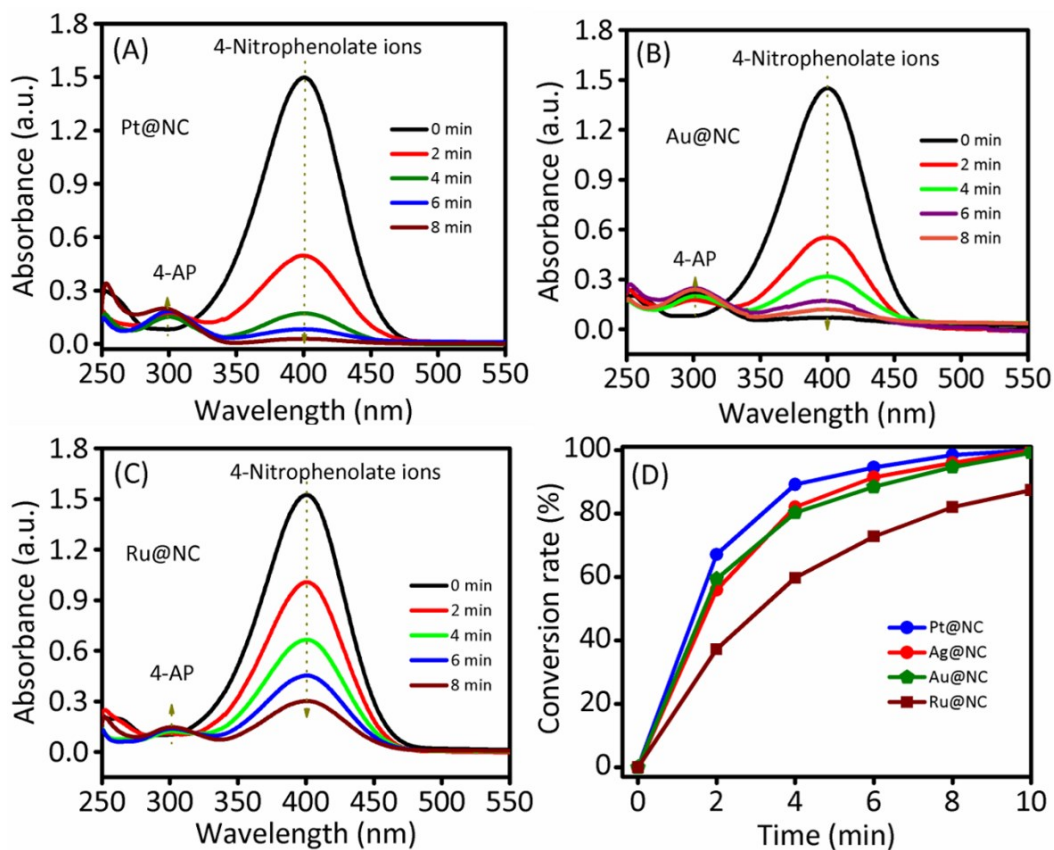 (A)
4-Nitrophenolate ions
Pt@NC
0 min
2 min
4 min
6 min
8 min
4-AP
Absorbance (a.u.)
1.8
1.5
1.2
0.9
0.6
0.3
0.0
250 300 350 400 450 500 550
Wavelength (nm)
(B)
4-Nitrophenolate ions
Au@NC
0 min
2 min
4 min
6 min
8 min
4-AP
Absorbance (a.u.)
1.8
1.5
1.2
0.9
0.6
0.3
0.0
250 300 350 400 450 500 550
Wavelength (nm)
(C)
4-Nitrophenolate ions
Ru@NC
0 min
2 min
4 min
6 min
8 min
4-AP
Absorbance (a.u.)
1.8
1.5
1.2
0.9
0.6
0.3
0.0
250 300 350 400 450 500 550
Wavelength (nm)
(D)
Conversion rate (%)
100
80
60
40
20
0
Pt@NC
Ag@NC
Au@NC
Ru@NC
0 2 4 6 8 10
Time (min)